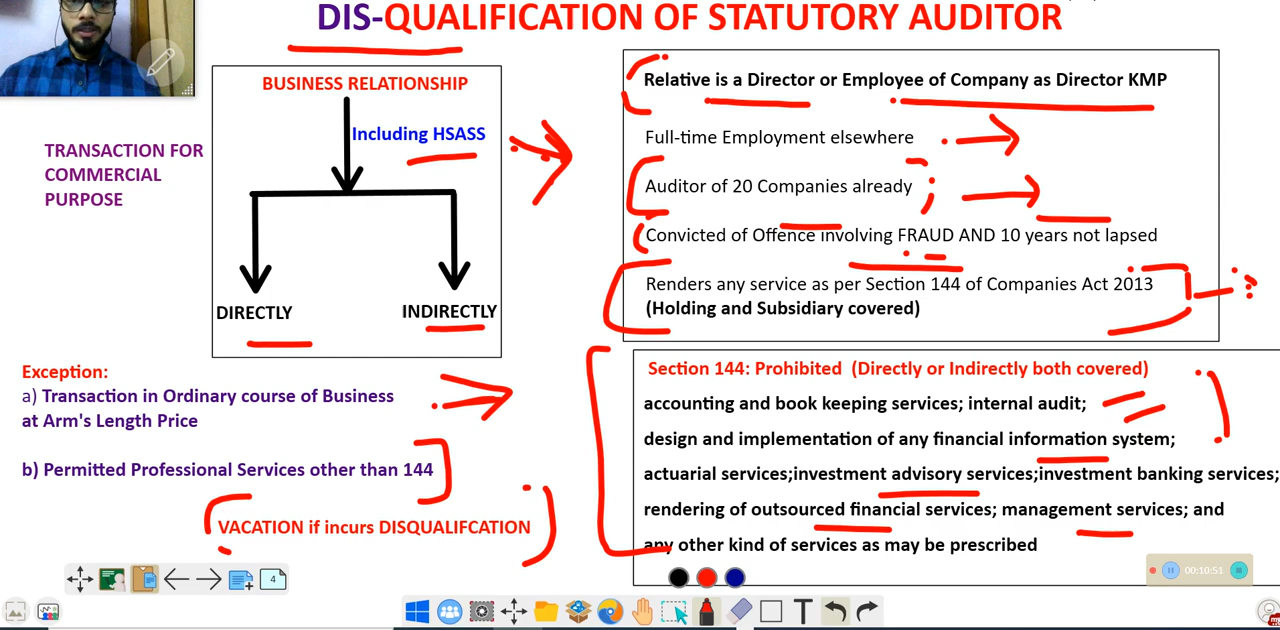 DIS-QUALIFICATION OF STATUTORY AUDITOR
BUSINESS RELATIONSHIP
Including HSASS
TRANSACTION FOR
COMMERCIAL
PURPOSE
DIRECTLY
INDIRECTLY
Exception:
a) Transaction in Ordinary course of Business
at Arm's Length Price
b) Permitted Professional Services other than 144
VACATION if incurs DISQUALIFCATION
Relative is a Director or Employee of Company as Director KMP
Full-time Employment elsewhere
Auditor of 20 Companies already
Convicted of Offence involving FRAUD AND 10 years not lapsed
Renders any service as per Section 144 of Companies Act 2013
(Holding and Subsidiary covered)
Section 144: Prohibited (Directly or Indirectly both covered)
accounting and book keeping services; internal audit;
design and implementation of any financial information system;
actuarial services;investment advisory services;investment banking services;
rendering of outsourced financial services; management services; and
any other kind of services as may be prescribed
4
00:10:51
T